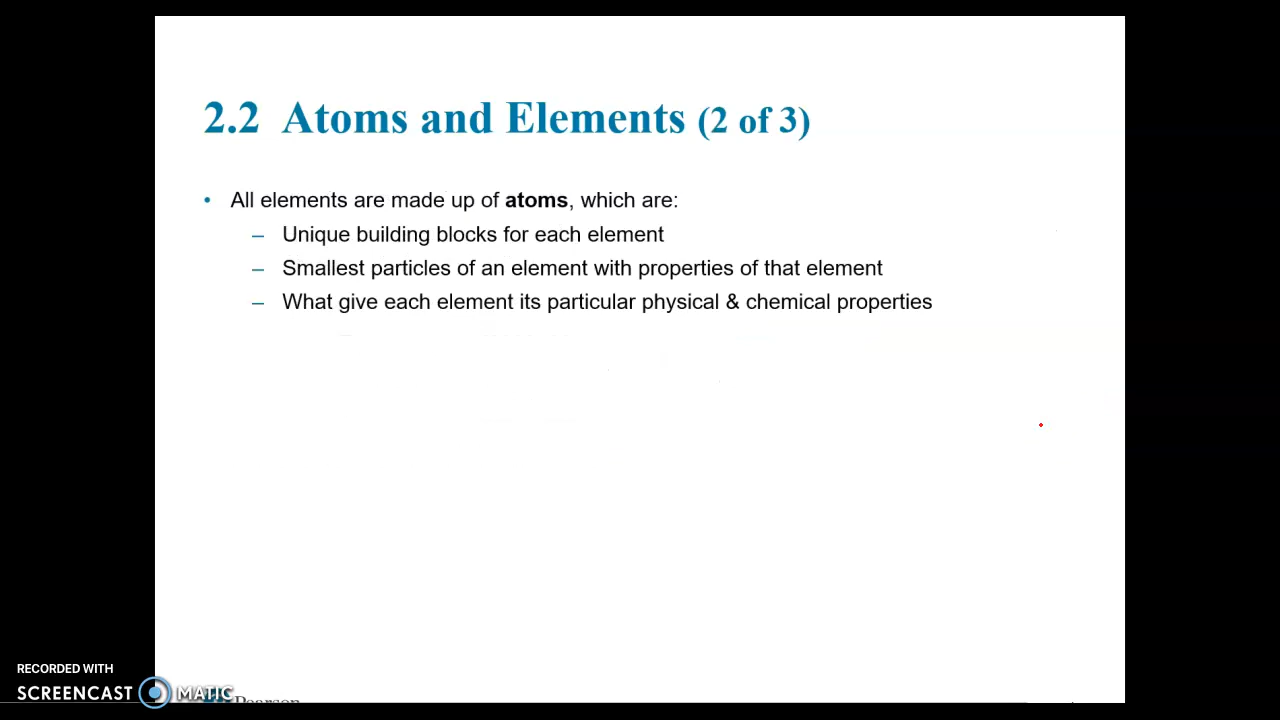 2.2 Atoms and Elements (2 of 3)
• All elements are made up of atoms, which are:
– Unique building blocks for each element
– Smallest particles of an element with properties of that element
– What give each element its particular physical & chemical properties
RECORDED WITH
SCREENCAST MATIC
Pearson